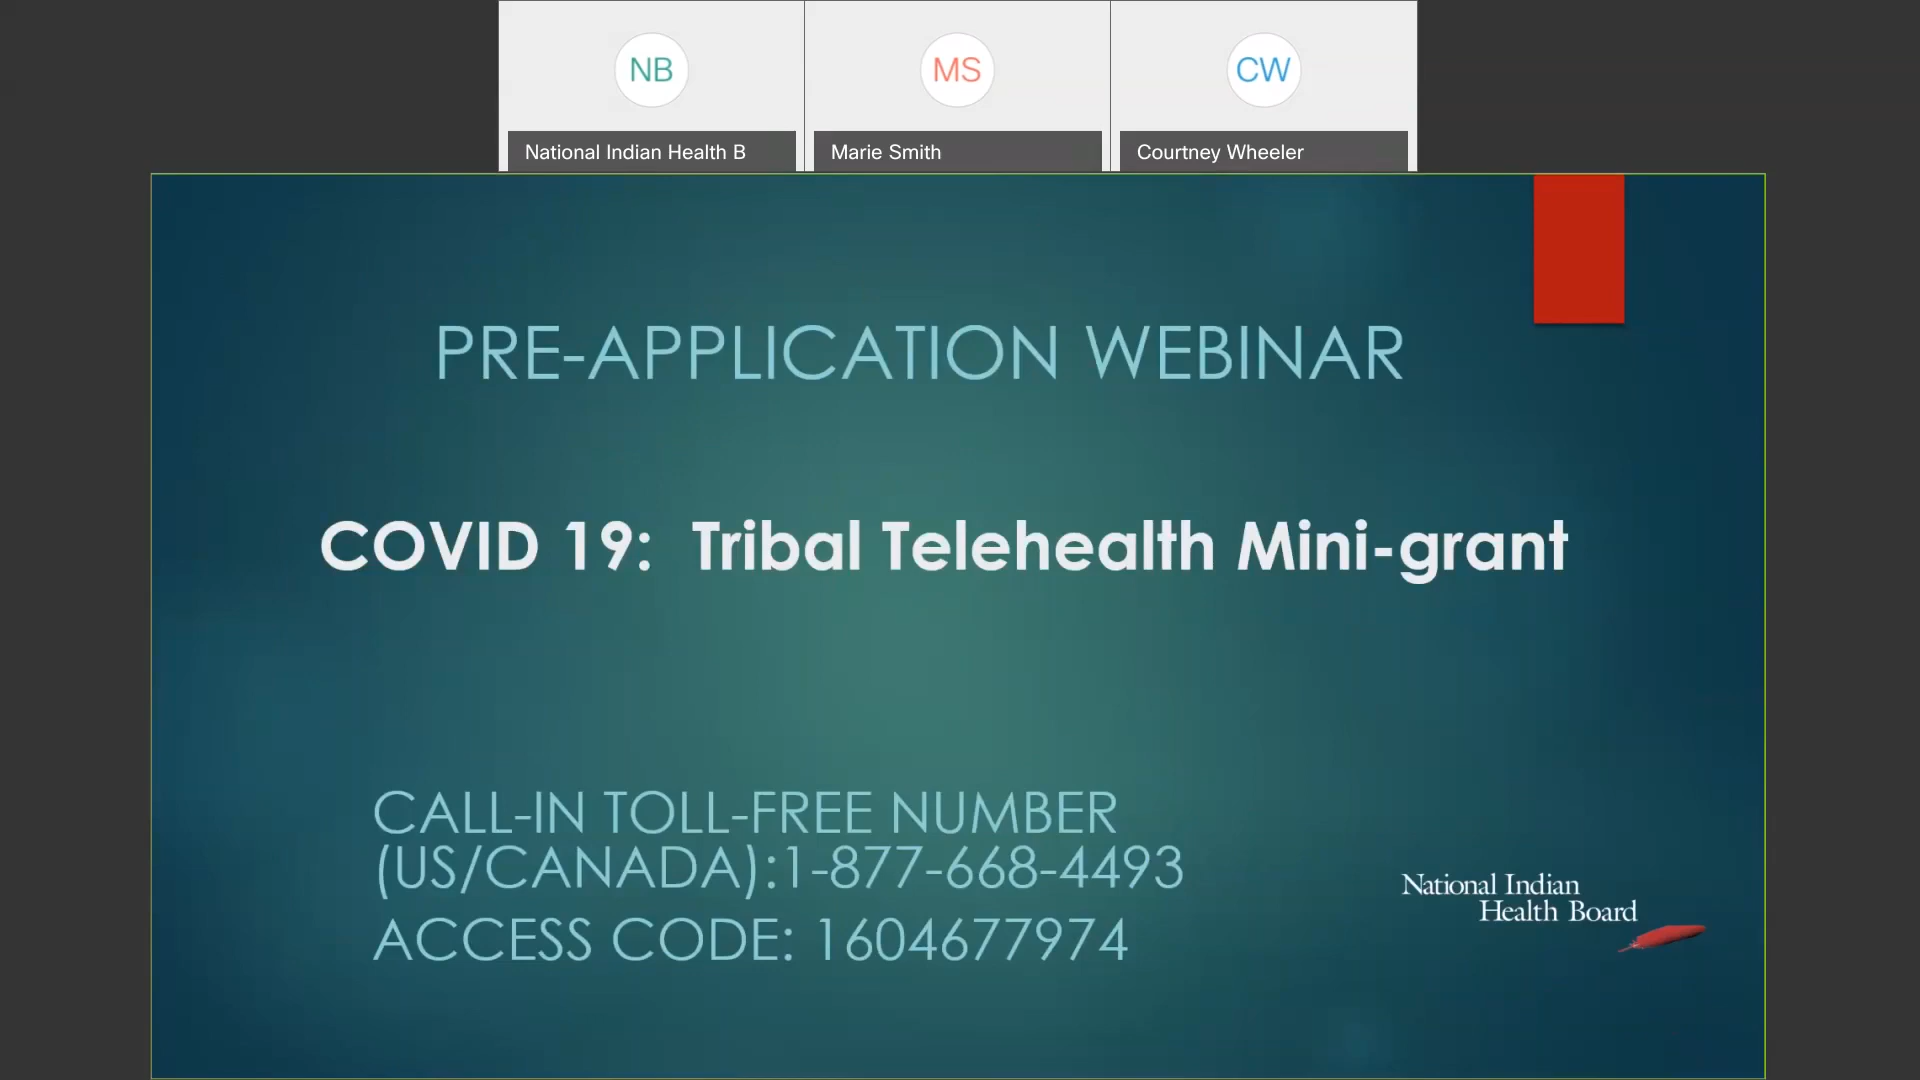 NB
MS
CW
National Indian Health B
Marie Smith
Courtney Wheeler
PRE-APPLICATION WEBINAR
COVID 19:  Tribal Telehealth Mini-grant
CALL-IN TOLL-FREE NUMBER
(US/CANADA):1-877-668-4493
ACCESS CODE: 1604677974
National Indian
Health Board